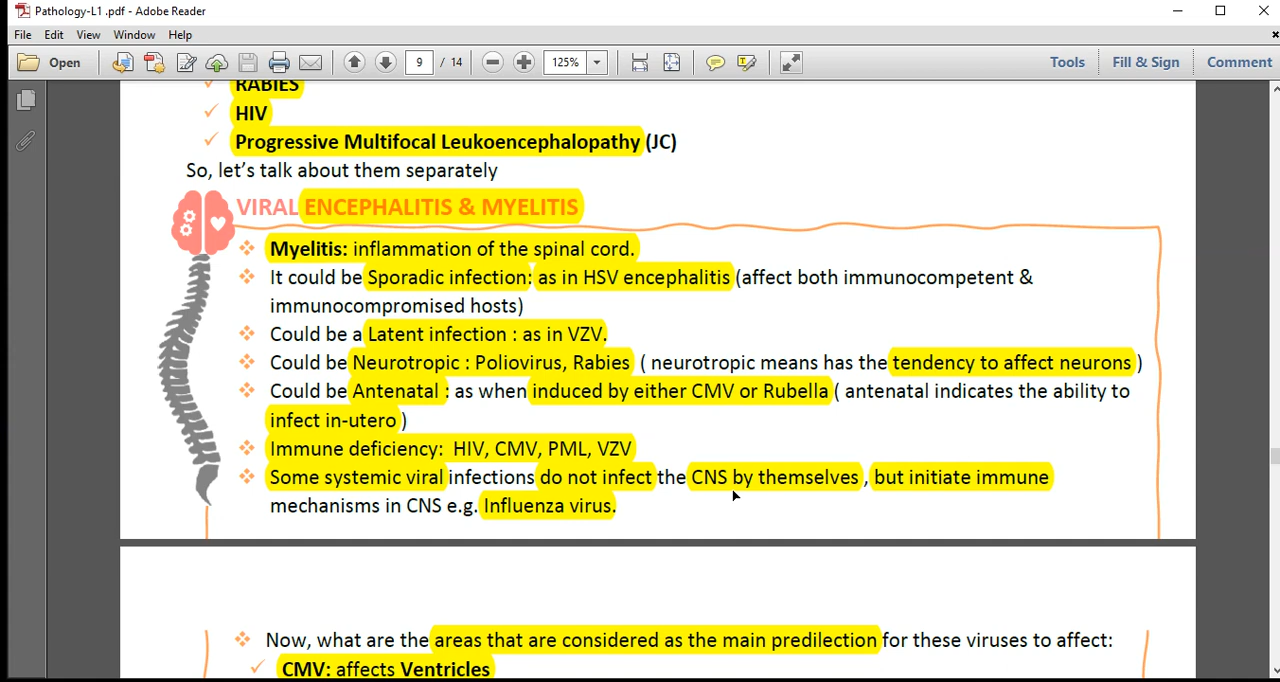 Pathology-L1 .pdf - Adobe Reader
File Edit View Window Help
Open 9 / 14 125% Tools Fill & Sign Comment
RABIES
HIV
Progressive Multifocal Leukoencephalopathy (JC)
So, let's talk about them separately
VIRAL ENCEPHALITIS & MYELITIS
Myelitis: inflammation of the spinal cord.
It could be Sporadic infection: as in HSV encephalitis (affect both immunocompetent &
immunocompromised hosts)
Could be a Latent infection : as in VZV.
Could be Neurotropic : Poliovirus, Rabies ( neurotropic means has the tendency to affect neurons )
Could be Antenatal : as when induced by either CMV or Rubella ( antenatal indicates the ability to
infect in-utero )
Immune deficiency: HIV, CMV, PML, VZV
Some systemic viral infections do not infect the CNS by themselves , but initiate immune
mechanisms in CNS e.g. Influenza virus.
Now, what are the areas that are considered as the main predilection for these viruses to affect:
CMV: affects Ventricles